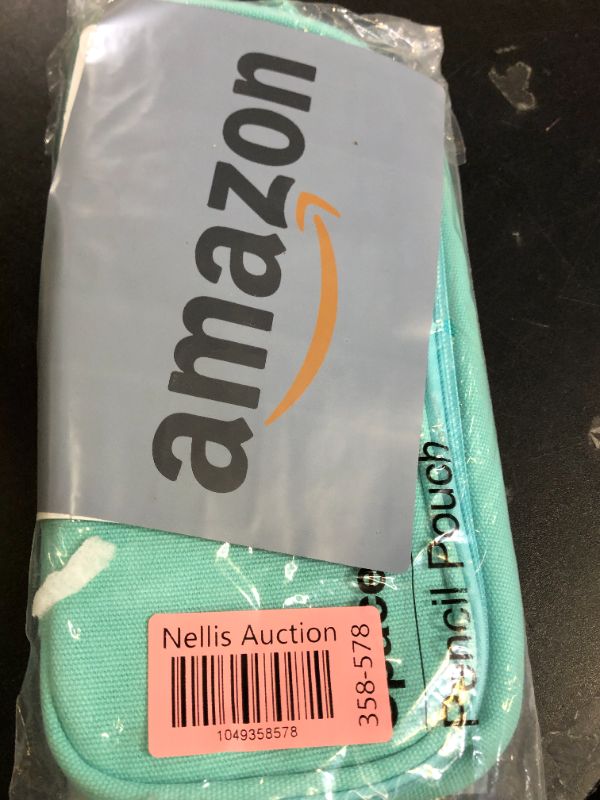 amazon
Pencil Pouch
Nellis Auction
358-578
1049358578